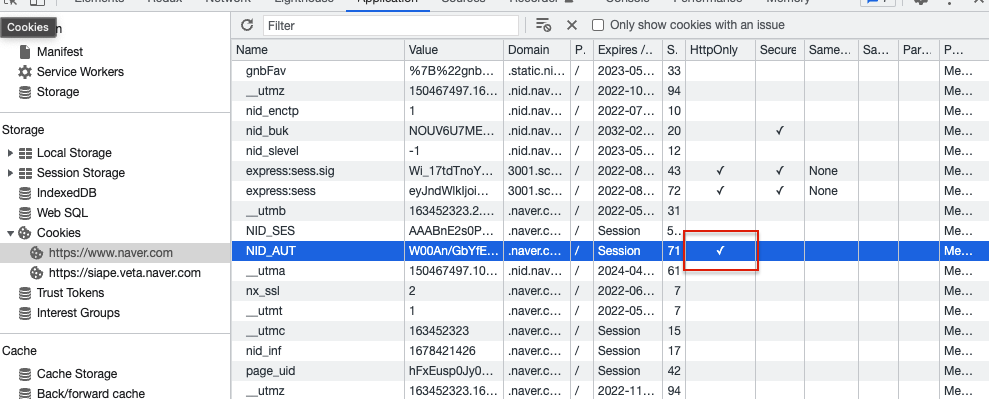 Elements
Network
Lighthouse
Application
Sources
Recorder
Console
Performance
Memory
1
Cookies
Filter
Only show cookies with an issue
Manifest
Service Workers
Storage
Storage
Local Storage
Session Storage
IndexedDB
Web SQL
Cookies
https://www.naver.com
https://siape.veta.naver.com
Trust Tokens
Interest Groups
Cache
Cache Storage
Back/forward cache
Name Value Domain P. Expires /... S. HttpOnly Secure Same... Sa... Par... P...
gnbFav %7B%22gnb... .static.ni... / 2023-05... 33 Me...
__utmz 150467497.16... .nid.nav... / 2022-10... 94 Me...
nid_enctp 1 .nid.nav... / 2022-07... 10 Me...
nid_buk NOUV6U7ME... .nid.nav... / 2032-02... 20 ✓ Me...
nid_slevel -1 .nid.nav... / 2023-05... 12 Me...
express:sess.sig Wi_17tdTnoY... 3001.sc... / 2022-08... 43 ✓ ✓ None Me...
express:sess eyJndWlkIjoi... 3001.sc... / 2022-08... 72 ✓ ✓ None Me...
__utmb 163452323.2.... .naver.c... / 2022-05... 31 Me...
NID_SES AAABnE2s0P... .naver.c... / Session 5.. Me...
NID_AUT W00An/GbYfE... .naver.c... / Session 71 ✓ Me...
__utma 150467497.10... .nid.nav... / 2024-04... 61 Me...
nx_ssl 2 .naver.c... / 2022-06... 7 Me...
__utmt 1 .naver.c... / 2022-05... 7 Me...
__utmc 163452323 .naver.c... / Session 15 Me...
nid_inf 1678421426 .naver.c... / Session 17 Me...
page_uid hFxEusp0Jy0... .naver.c... / Session 42 Me...
__utmz 163452323.16... .naver.c... / 2022-11... 94 Me...